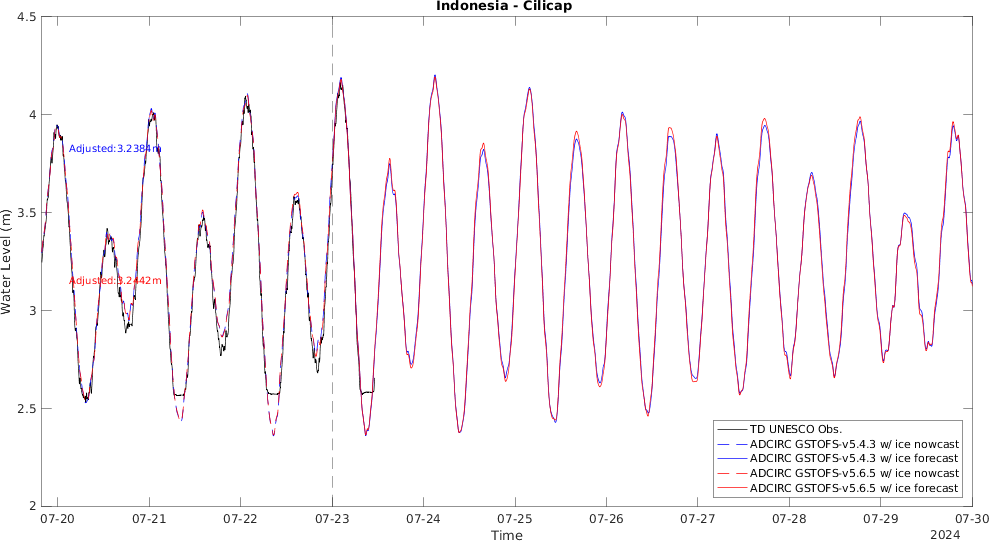 Indonesia - Cilicap
4.5
4
3.5
3
2.5
2
Water Level (m)
Adjusted:3.2384m
Adjusted:3.2442m
TD UNESCO Obs.
ADCIRC GSTOFS-v5.4.3 w/ ice nowcast
ADCIRC GSTOFS-v5.4.3 w/ ice forecast
ADCIRC GSTOFS-v5.6.5 w/ ice nowcast
ADCIRC GSTOFS-v5.6.5 w/ ice forecast
07-20 07-21 07-22 07-23 07-24 07-25 07-26 07-27 07-28 07-29 07-30
Time
2024